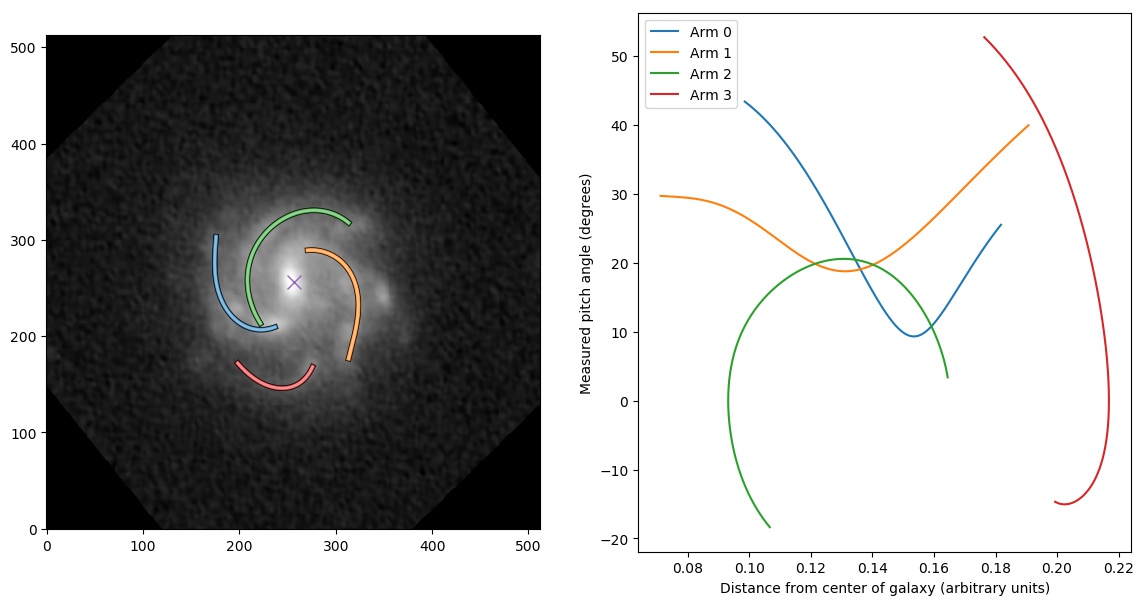 500
400
300
200
100
0
0 100 200 300 400 500
Arm 0
Arm 1
Arm 2
Arm 3
Measured pitch angle (degrees)
50
40
30
20
10
0
−10
−20
0.08 0.10 0.12 0.14 0.16 0.18 0.20 0.22
Distance from center of galaxy (arbitrary units)